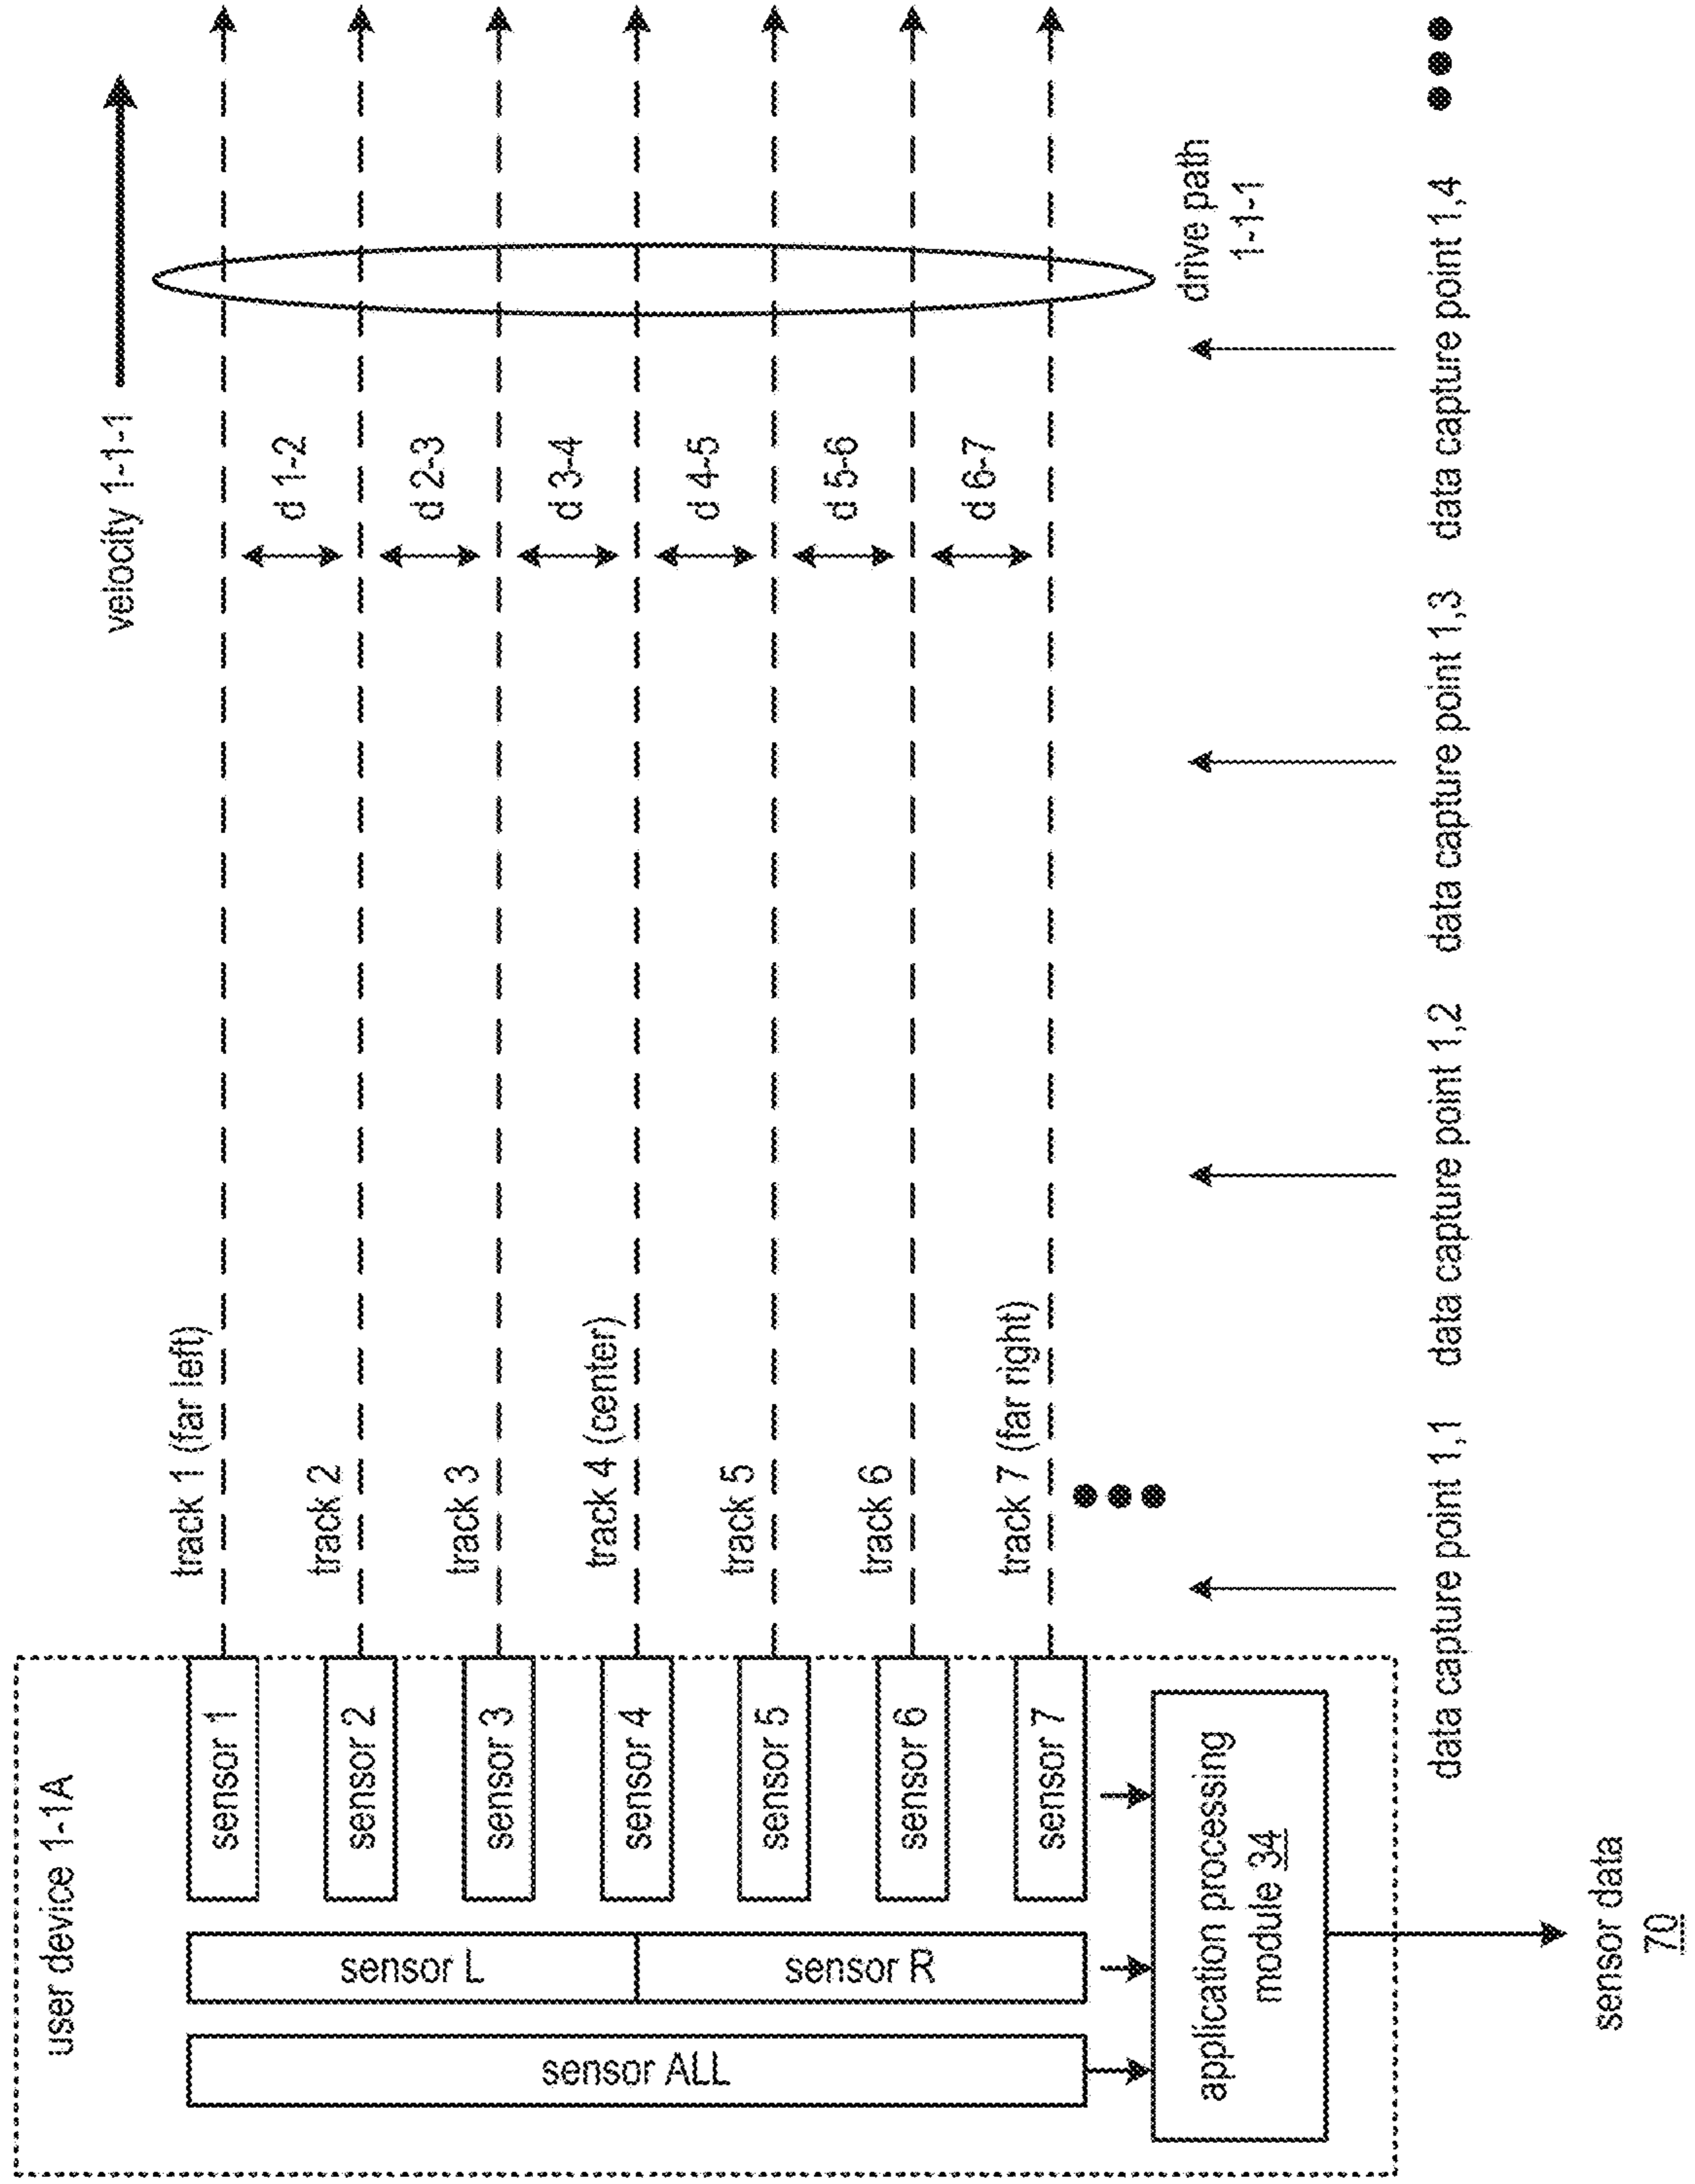 user device 1-1A
velocity 1-1-1
sensor ALL
sensor L
sensor R
sensor 1
sensor 2
sensor 3
sensor 4
sensor 5
sensor 6
sensor 7
track 1 (far left)
track 2
track 3
track 4 (center)
track 5
track 6
track 7 (far right)
d 1-2
d 2-3
d 3-4
d 4-5
d 5-6
d 6-7
drive path
1-1-1
application processing
module 34
data capture point 1,1
data capture point 1,2
data capture point 1,3
data capture point 1,4
sensor data
70